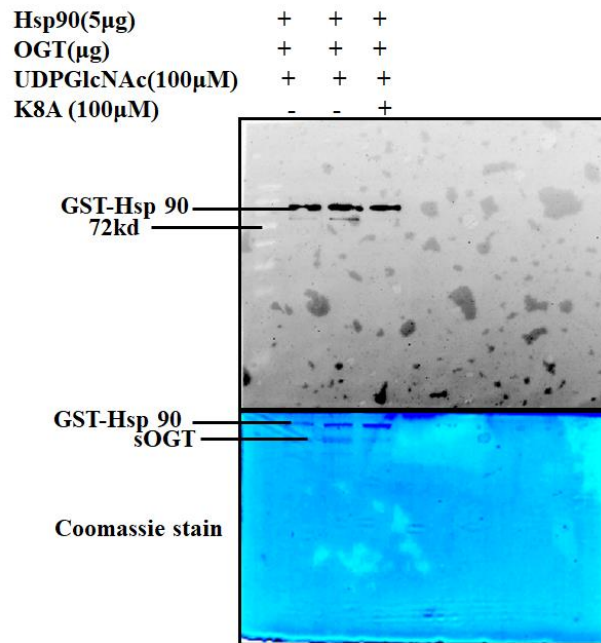 Hsp90(5μg) + + +
OGT(μg) + + +
UDPGlcNAc(100μM) + + +
K8A (100μM) - - +
GST-Hsp 90
72kd
GST-Hsp 90
sOGT
Coomassie stain